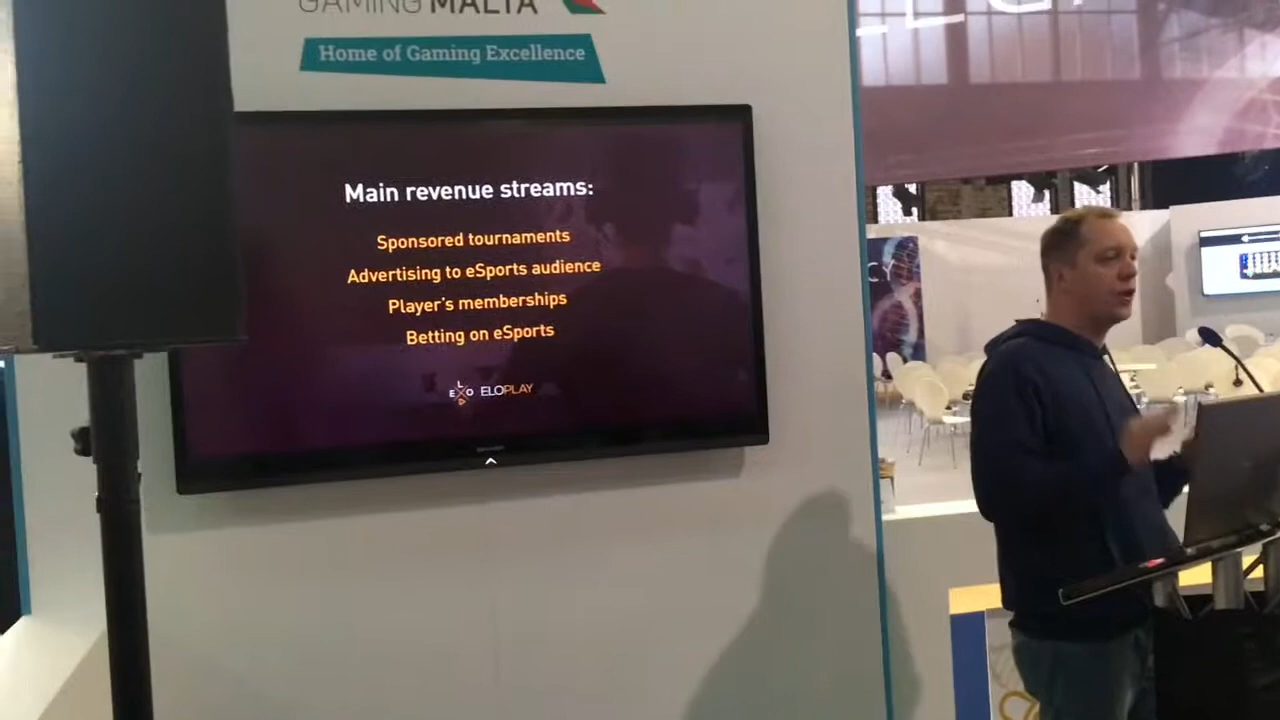 GAMING MALTA
Home of Gaming Excellence
Main revenue streams:
Sponsored tournaments
Advertising to eSports audience
Player's memberships
Betting on eSports
ELOPLAY